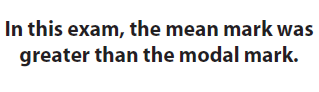 In this exam, the mean mark was
greater than the modal mark.